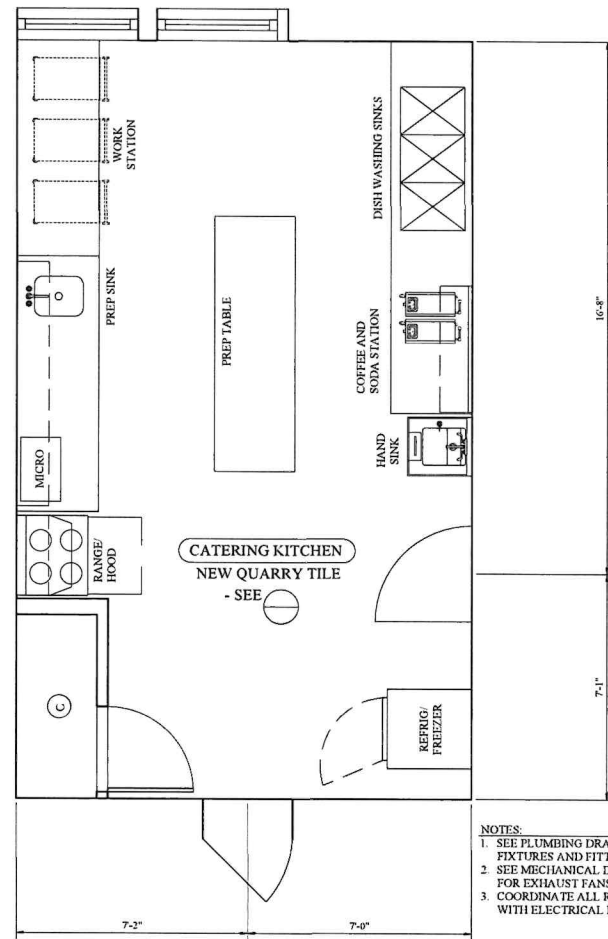 WORK
STATION
PREP SINK
MICRO
RANGE/
HOOD
C
PREP TABLE
DISH WASHING SINKS
COFFEE AND
SODA STATION
HAND
SINK
CATERING KITCHEN
NEW QUARRY TILE
- SEE
REFRIG/
FREEZER
16'-8"
7'-1"
7'-2"
7'-0"
NOTES:
1. SEE PLUMBING DRA
FIXTURES AND FITT
2. SEE MECHANICAL D
FOR EXHAUST FANS
3. COORDINATE ALL R
WITH ELECTRICAL